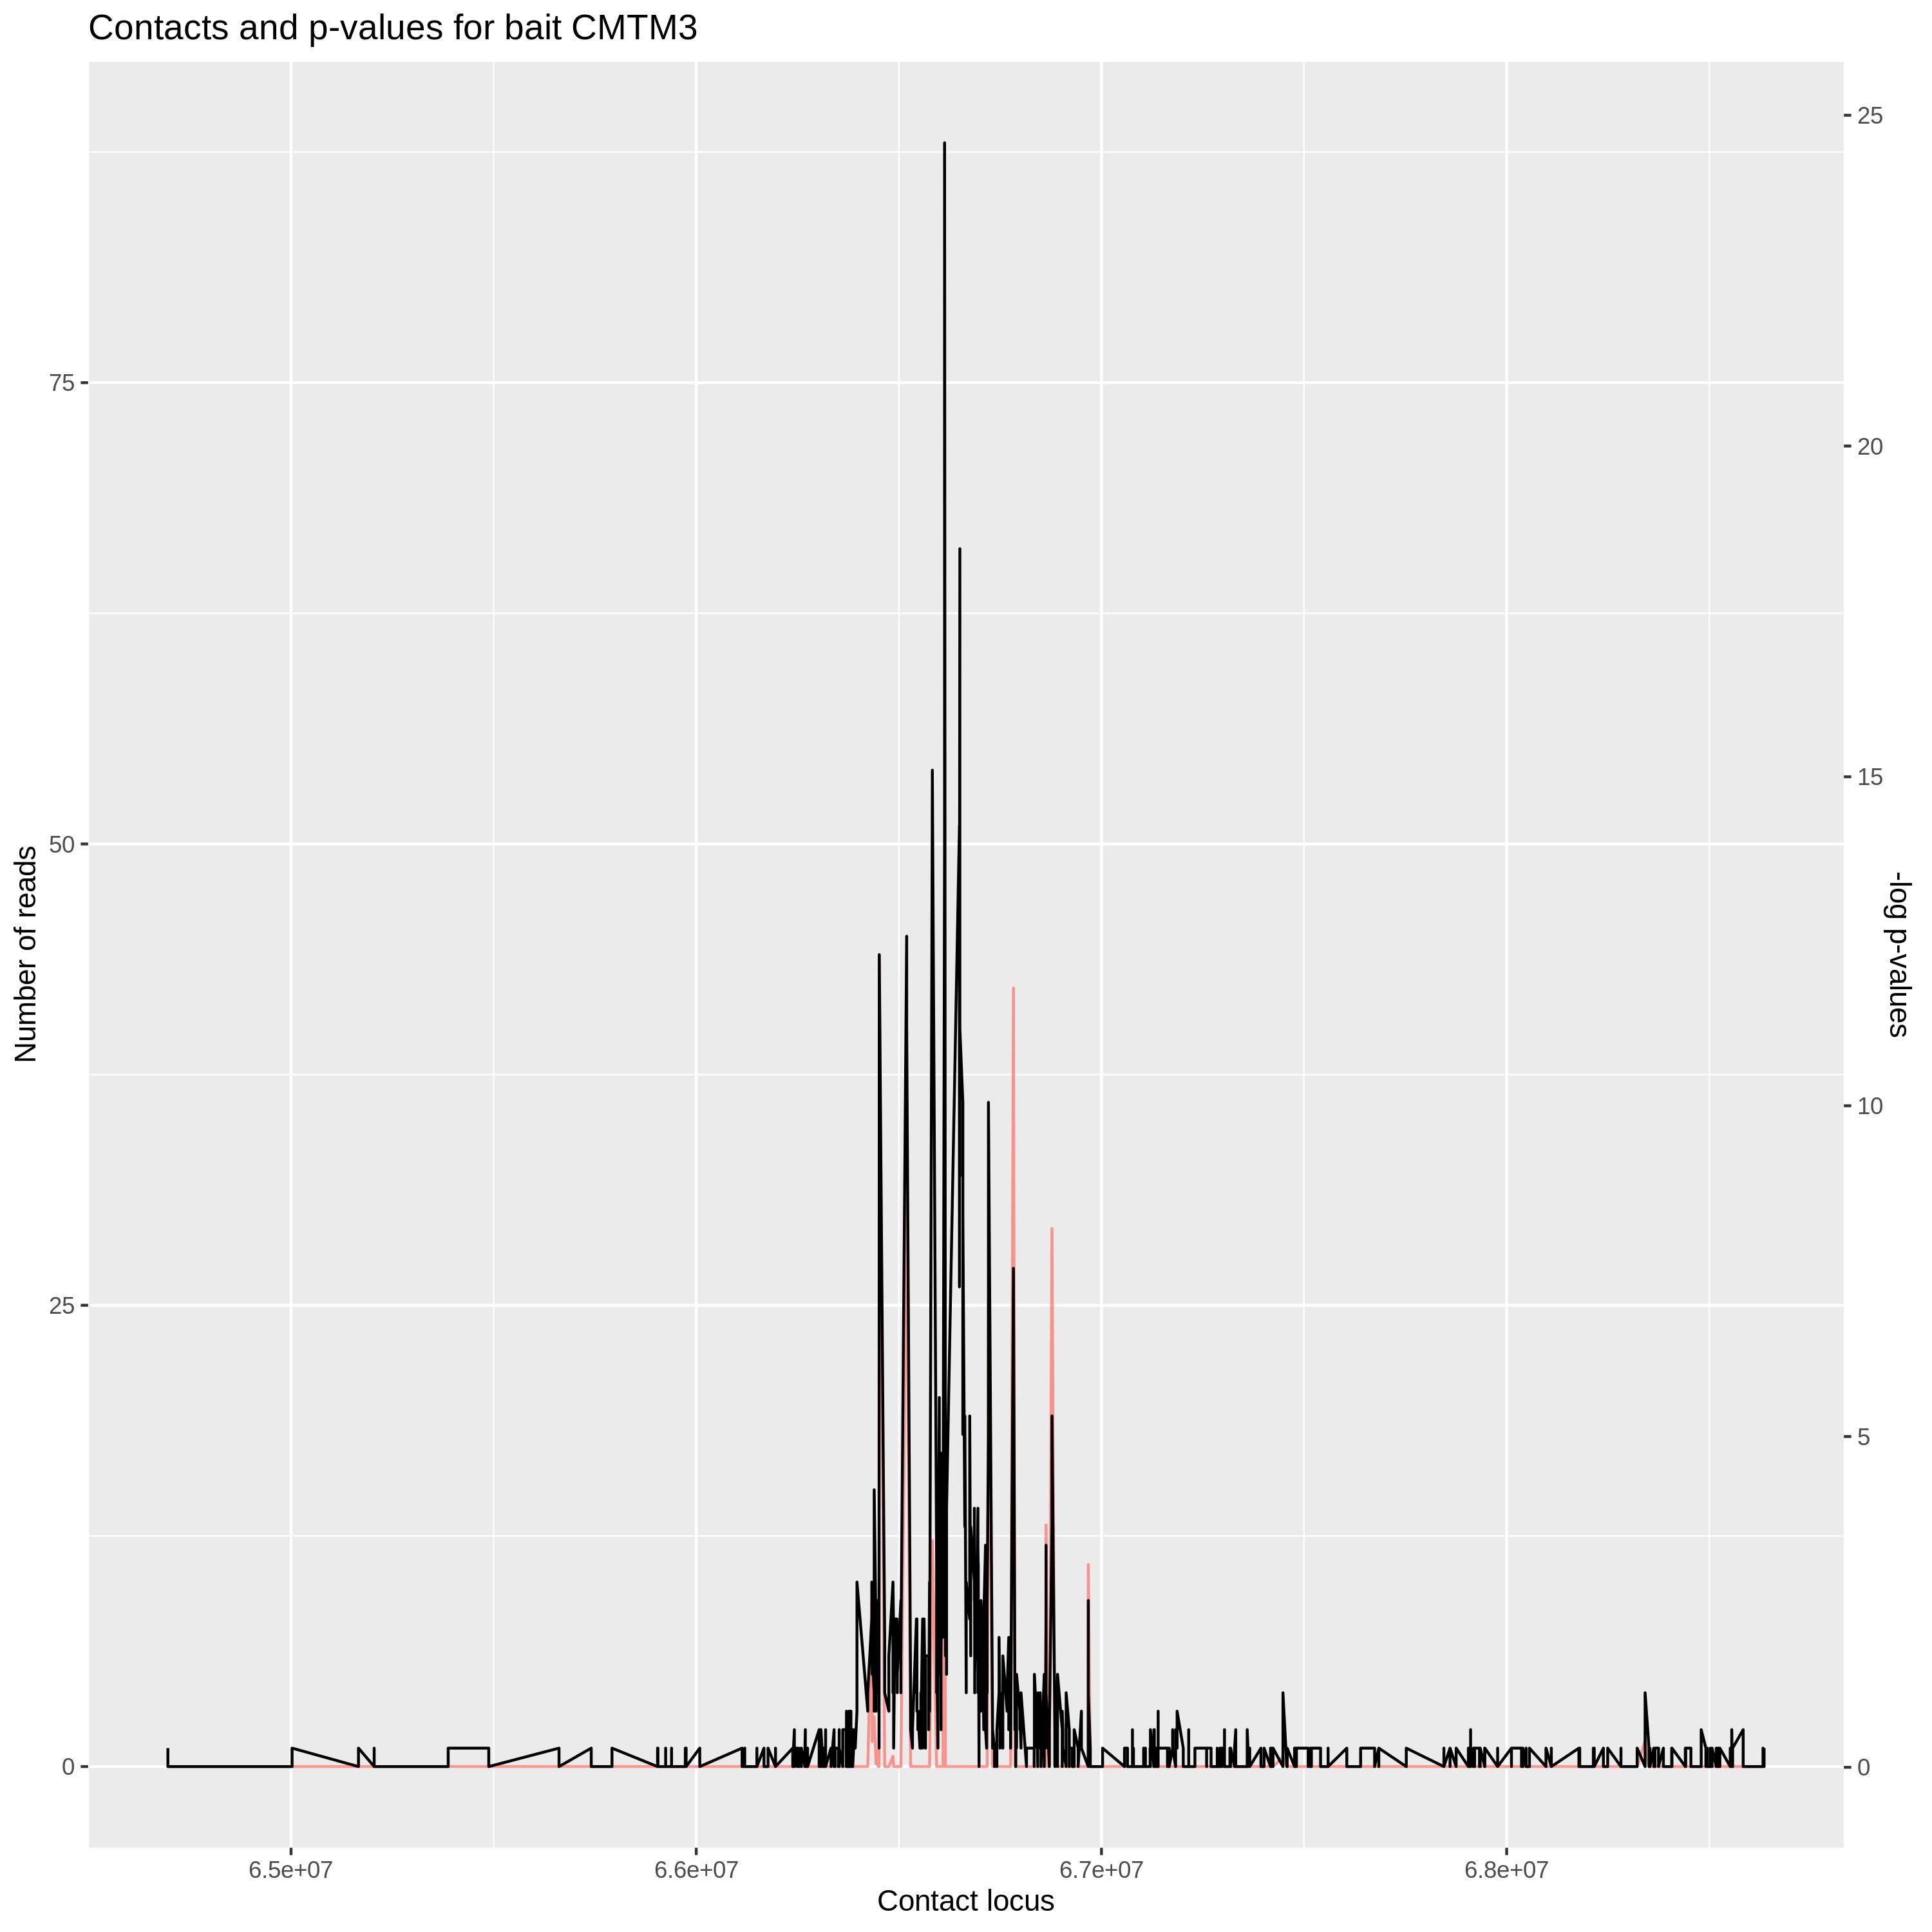 Contacts and p-values for bait CMTM3
Number of reads
75
50
25
0
25
20
15
10
5
0
-log p-values
6.5e+07
6.6e+07
6.7e+07
6.8e+07
Contact locus